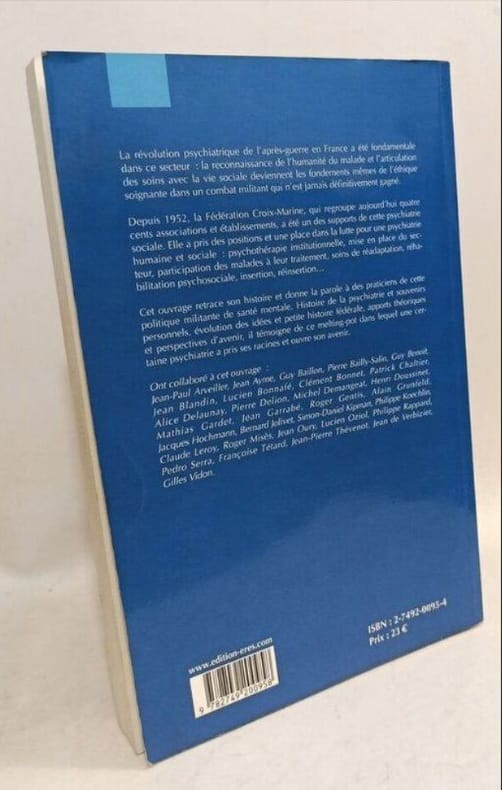 La révolution psychiatrique de l'après-guerre en France a été fondamentale
dans ce secteur : la reconnaissance de l'humanité du malade et l'articulation
des soins avec la vie sociale deviennent les fondements mêmes de l'éthique
soignante dans un combat militant qui n'est jamais définitivement gagné.
Depuis 1952, la Fédération Croix-Marine, qui regroupe aujourd'hui quatre
cents associations et établissements, a été un des supports de cette psychiatrie
sociale. Elle a pris des positions et une place dans la lutte pour une psychiatrie
humaine et sociale : psychothérapie institutionnelle, mise en place du sec-
teur, participation des malades à leur traitement, soins de réadaptation, réha-
bilitation psychosociale, insertion, réinsertion...
Cet ouvrage retrace son histoire et donne la parole à des praticiens de cette
politique militante de santé mentale. Histoire de la psychiatrie et souvenirs
personnels, évolution des idées et petite histoire fédérale, apports théoriques
et perspectives d'avenir, il témoigne de ce melting-pot dans lequel une cer-
taine psychiatrie a pris ses racines et ouvre son avenir.
Ont collaboré à cet ouvrage :
Jean-Paul Arveiller, Jean Ayme, Guy Baillon, Pierre Bailly-Salin, Guy Benoit,
Jean Blandin, Lucien Bonnafé, Clément Bonnet, Patrick Chaltier,
Alice Delaunay, Pierre Delion, Michel Demangeat, Henri Doussinet,
Mathias Gardet, Jean Garrabé, Roger Gentis, Alain Grunfeld,
Jacques Hochmann, Bernard Jolivet, Simon-Daniel Kipman, Philippe Koechlin,
Claude Leroy, Roger Misès, Jean Oury, Lucien Oziol, Philippe Rappard,
Pedro Serra, Françoise Tétard, Jean-Pierre Thévenot, Jean de Verbizier,
Gilles Vidon.
www.edition-eres.com
ISBN : 2-7492-0095-4
Prix : 23 €
9 782749 200958